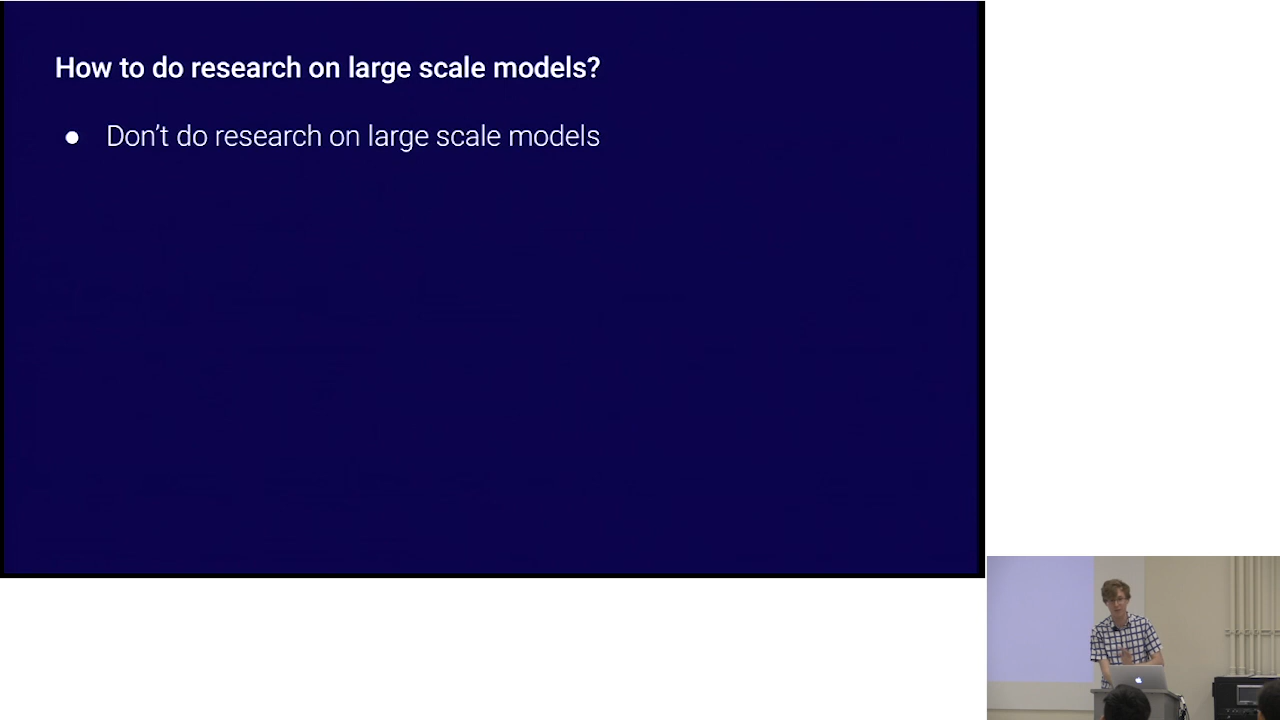 How to do research on large scale models?
● Don't do research on large scale models